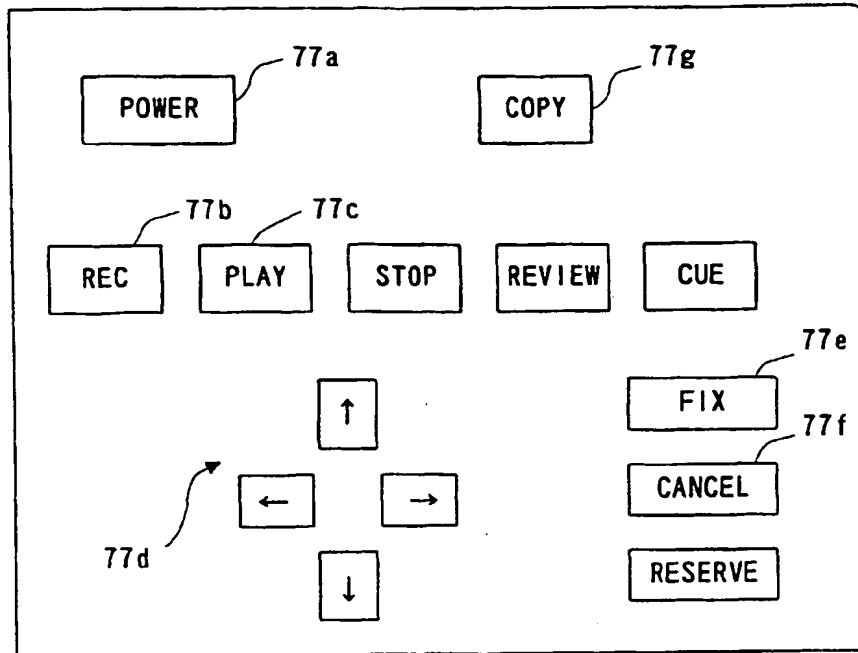 77a 77g
POWER COPY
77b 77c
REC PLAY STOP REVIEW CUE
77e
↑ FIX
77f
← → CANCEL
77d
↓ RESERVE